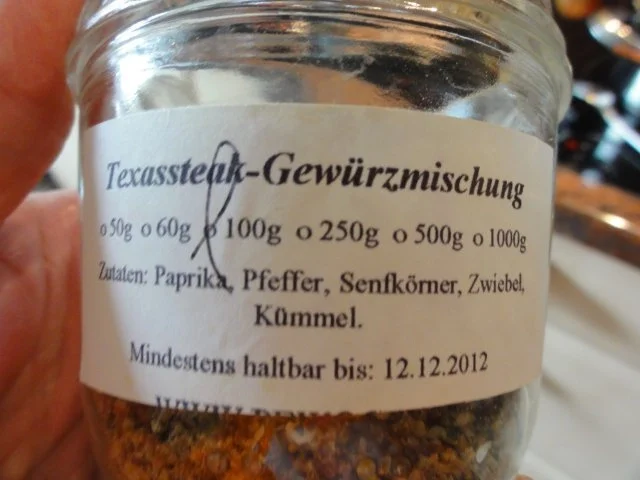 Texassteak-Gewürzmischung
o 50g o 60g o 100g o 250g o 500g o 1000g
Zutaten: Paprika, Pfeffer, Senfkörner, Zwiebel,
Kümmel.
Mindestens haltbar bis: 12.12.2012